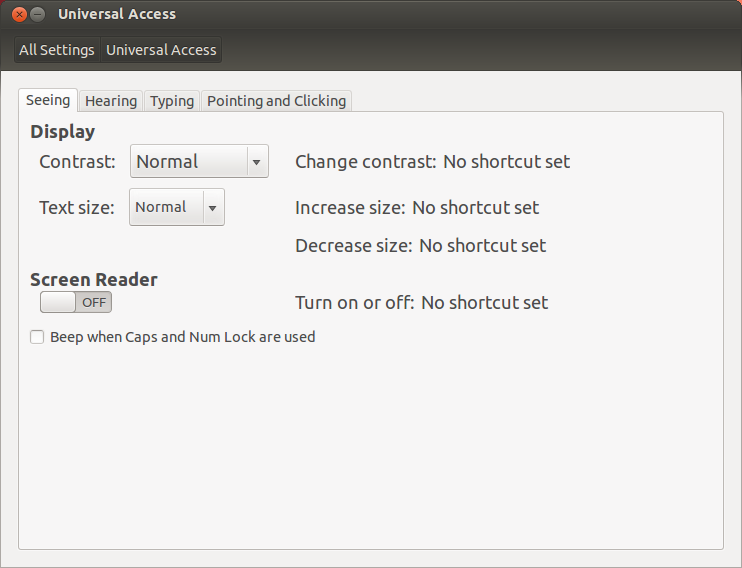 Universal Access
All Settings Universal Access
Seeing Hearing Typing Pointing and Clicking
Display
Contrast: Normal Change contrast: No shortcut set
Text size: Normal Increase size: No shortcut set
Decrease size: No shortcut set
Screen Reader
OFF Turn on or off: No shortcut set
Beep when Caps and Num Lock are used